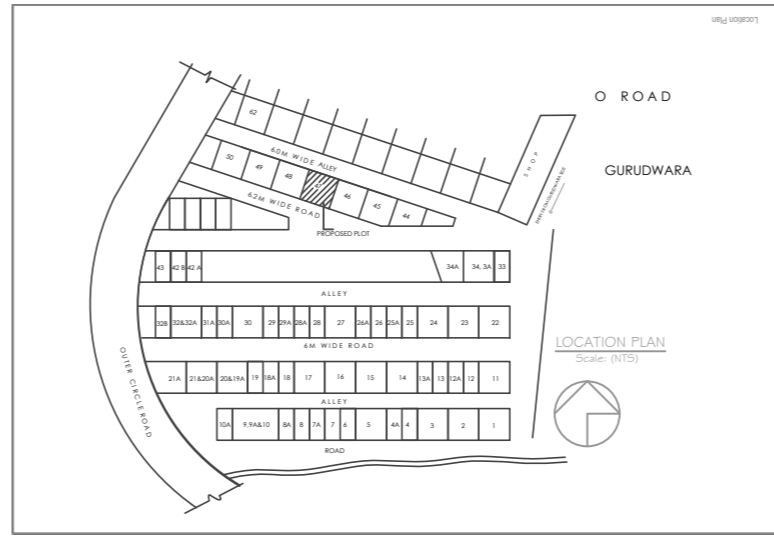 Location Plan
O ROAD
62
6.0M WIDE ALLEY
SHOP
GURUDWARA
50
49
48
47
46
45
44
6.2M WIDE ROAD
PROPOSED PLOT
43
42 B
42 A
34A
34, 3A
33
ALLEY
32B
32&32A
31A
30A
30
29
29A
28A
28
27
26A
26
25A
25
24
23
22
6M WIDE ROAD
LOCATION PLAN
Scale: (NTS)
21A
21&20A
20&19A
19
18A
18
17
16
15
14
13A
13
12A
12
11
OUTER CIRCLE ROAD
ALLEY
10A
9,9A&10
8A
8
7A
7
6
5
4A
4
3
2
1
ROAD